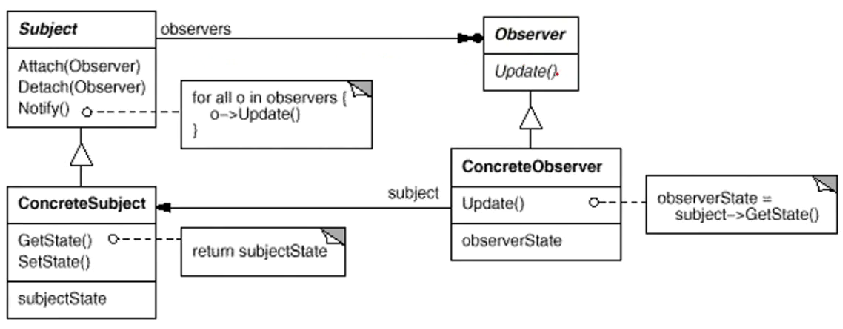 Subject
observers
Observer
Attach(Observer)
Detach(Observer)
Notify()
for all o in observers {
o->Update()
}
Update()
ConcreteSubject
GetState()
SetState()
subjectState
return subjectState
subject
ConcreteObserver
Update()
observerState
observerState =
subject->GetState()